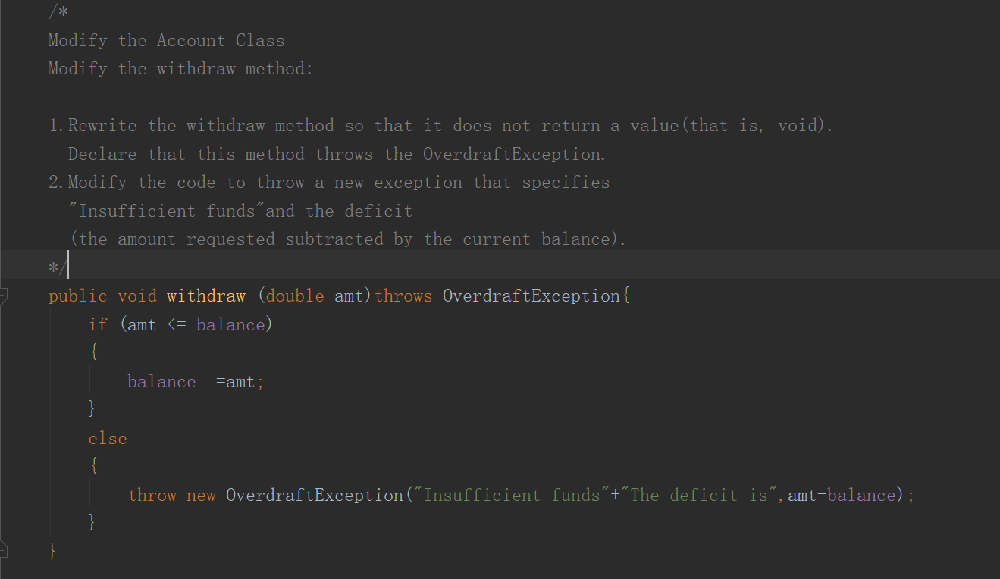 /*
Modify the Account Class
Modify the withdraw method:
1.Rewrite the withdraw method so that it does not return a value(that is, void).
Declare that this method throws the OverdraftException.
2.Modify the code to throw a new exception that specifies
"Insufficient funds"and the deficit
(the amount requested subtracted by the current balance).
*/
public void withdraw (double amt)throws OverdraftException{
if (amt <= balance)
{
balance -=amt;
}
else
{
throw new OverdraftException("Insufficient funds"+"The deficit is",amt-balance);
}
}